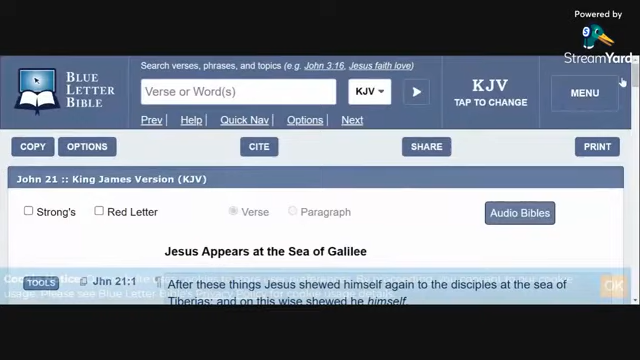 Powered by
StreamYard
BLUE
LETTER
BIBLE
Search verses, phrases, and topics (e.g. John 3:16, Jesus faith love)
Verse or Word(s)
KJV
KJV
TAP TO CHANGE
MENU
Prev | Help | Quick Nav | Options | Next
COPY
OPTIONS
CITE
SHARE
PRINT
John 21 :: King James Version (KJV)
Strong's
Red Letter
Verse
Paragraph
Audio Bibles
Jesus Appears at the Sea of Galilee
TOOLS
Jhn 21:1
¶
After these things Jesus shewed himself again to the disciples at the sea of
Tiberias; and on this wise shewed he himself.
OK